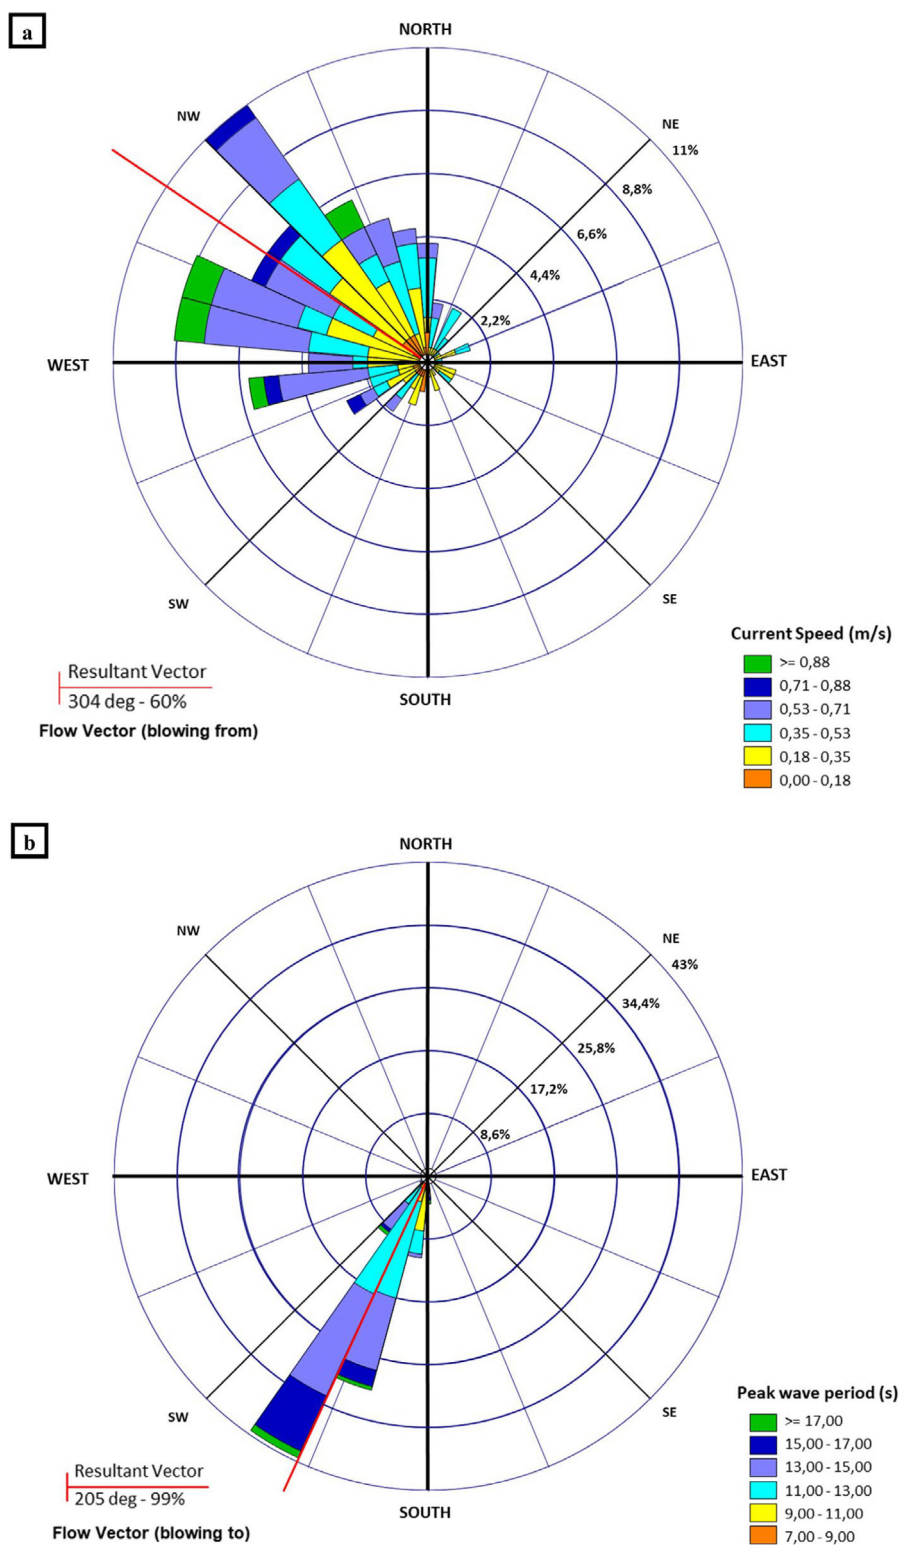 a
NORTH
NW
NE
11%
8,8%
6,6%
4,4%
2,2%
WEST
EAST
SW
SE
SOUTH
Resultant Vector
304 deg - 60%
Flow Vector (blowing from)
Current Speed (m/s)
>= 0,88
0,71 - 0,88
0,53 - 0,71
0,35 - 0,53
0,18 - 0,35
0,00 - 0,18
b
NORTH
NW
NE
43%
34,4%
25,8%
17,2%
8,6%
WEST
EAST
SW
SE
SOUTH
Resultant Vector
205 deg - 99%
Flow Vector (blowing to)
Peak wave period (s)
>= 17,00
15,00 - 17,00
13,00 - 15,00
11,00 - 13,00
9,00 - 11,00
7,00 - 9,00